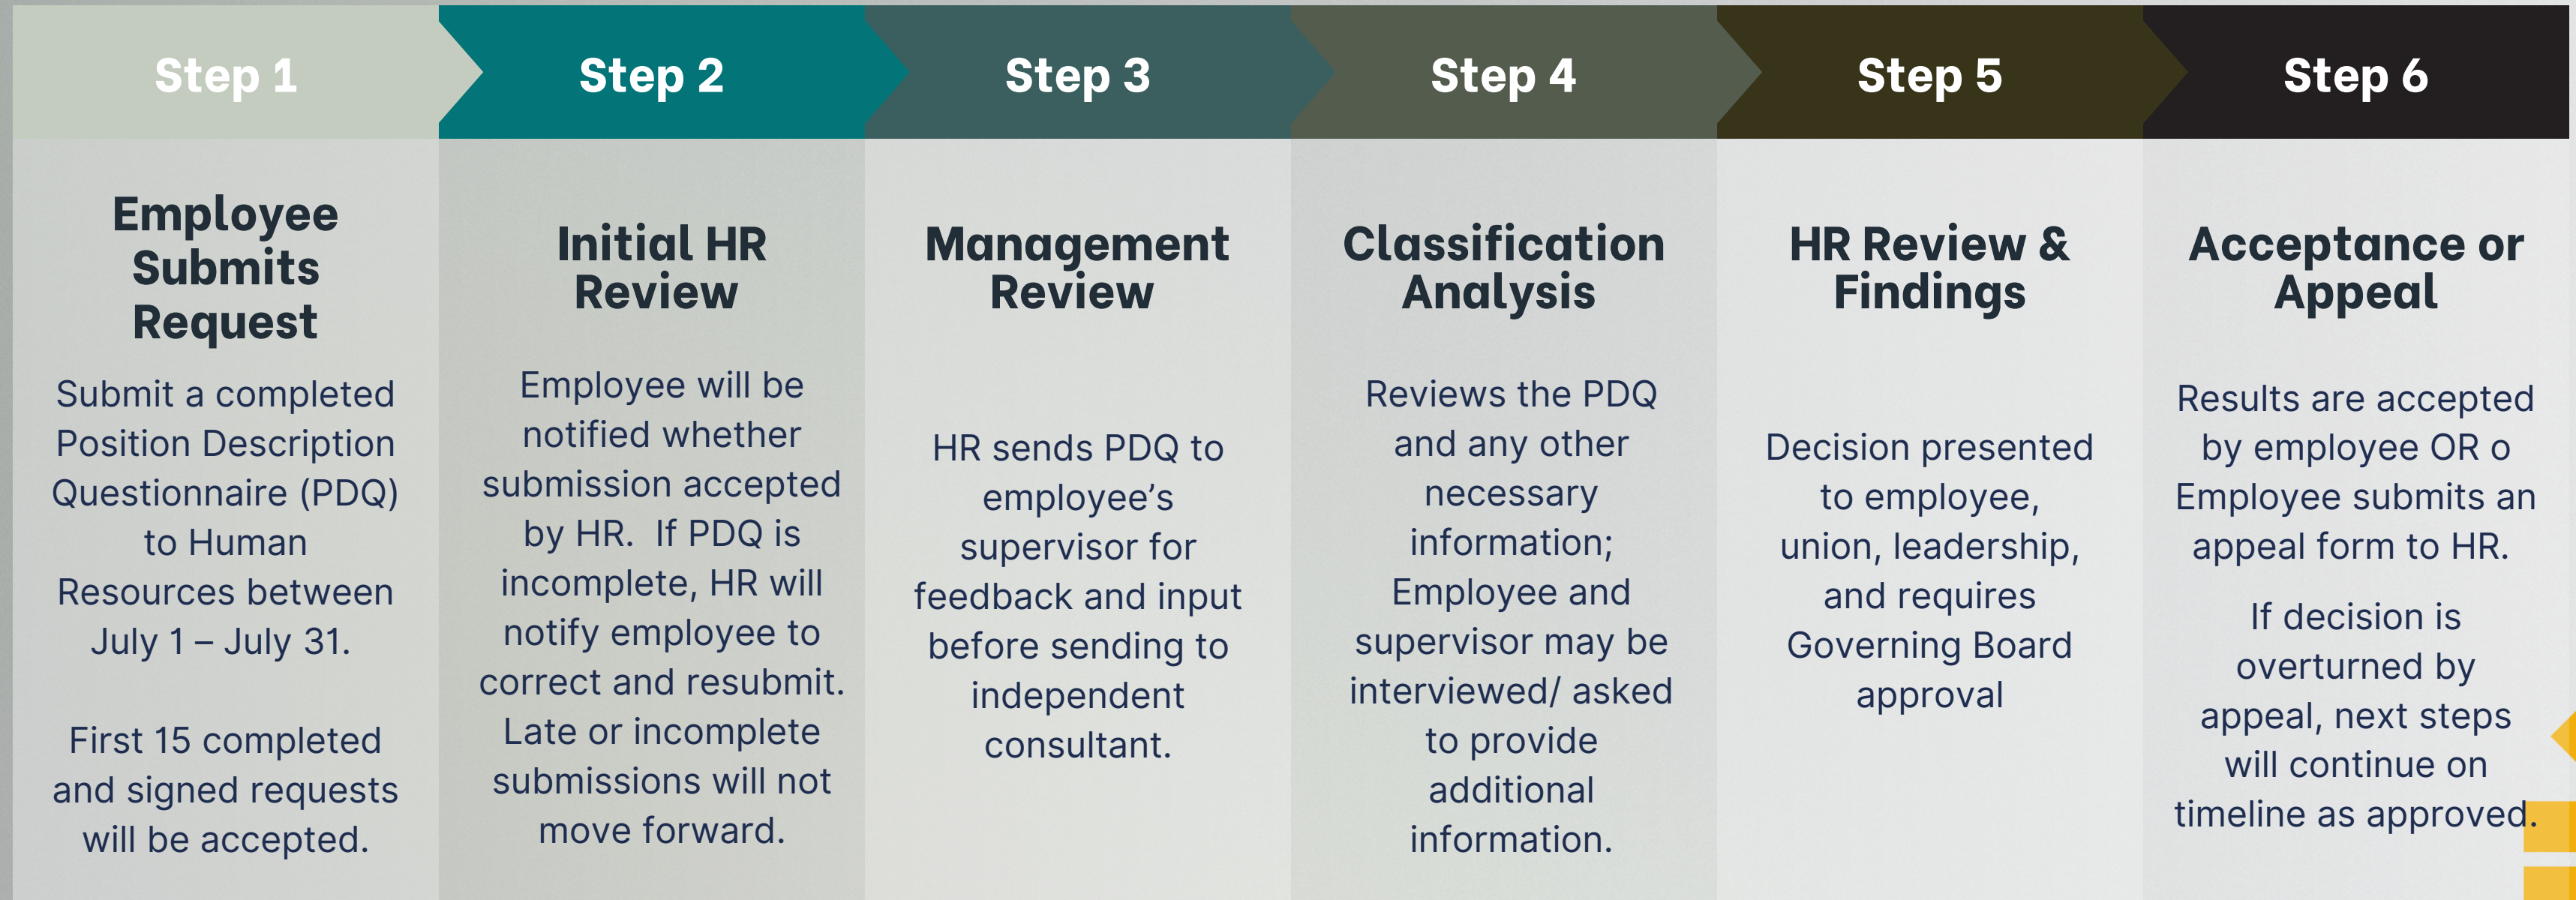 Step 1
Employee
Submits
Request
Submit a completed
Position Description
Questionnaire (PDQ)
to Human
Resources between
July 1 – July 31.
First 15 completed
and signed requests
will be accepted.
Step 2
Initial HR
Review
Employee will be
notified whether
submission accepted
by HR.  If PDQ is
incomplete, HR will
notify employee to
correct and resubmit.
Late or incomplete
submissions will not
move forward.
Step 3
Management
Review
HR sends PDQ to
employee’s
supervisor for
feedback and input
before sending to
independent
consultant.
Step 4
Classification
Analysis
Reviews the PDQ
and any other
necessary
information;
Employee and
supervisor may be
interviewed/ asked
to provide
additional
information.
Step 5
HR Review &
Findings
Decision presented
to employee,
union, leadership,
and requires
Governing Board
approval
Step 6
Acceptance or
Appeal
Results are accepted
by employee OR o
Employee submits an
appeal form to HR.
If decision is
overturned by
appeal, next steps
will continue on
timeline as approved.